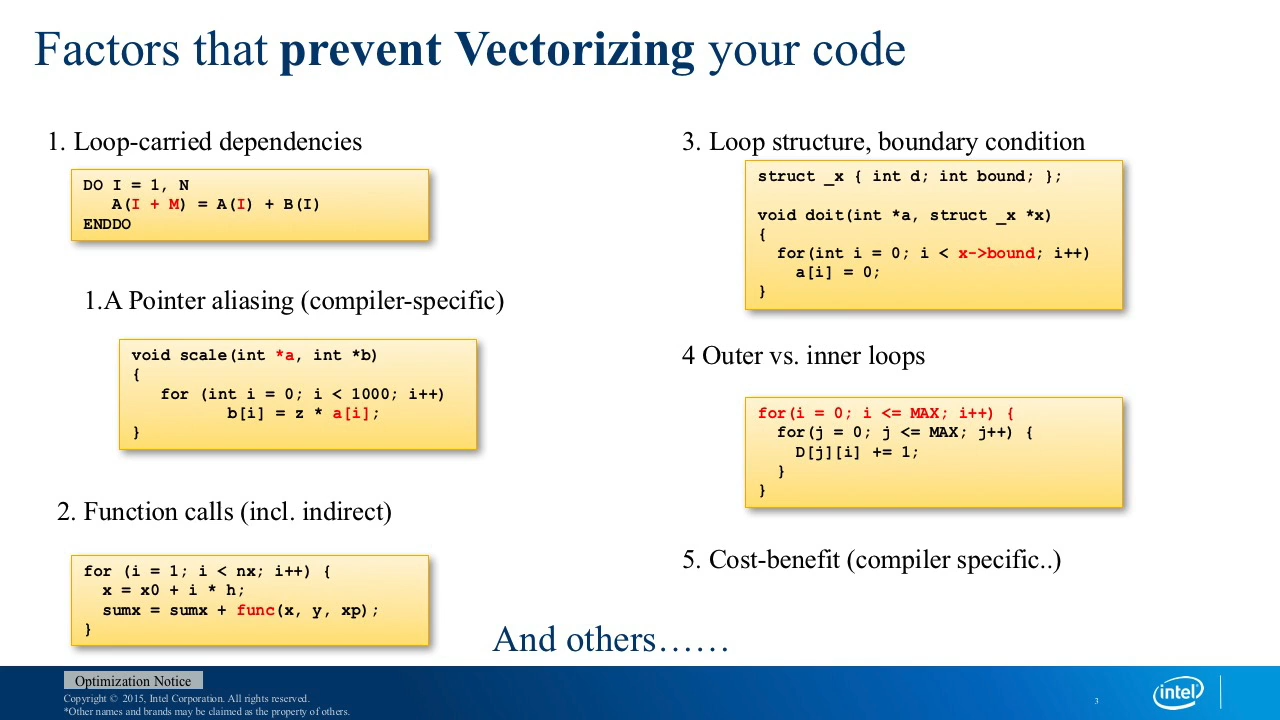 Factors that prevent Vectorizing your code
1. Loop-carried dependencies
DO I = 1, N
A(I + M) = A(I) + B(I)
ENDDO
1.A Pointer aliasing (compiler-specific)
void scale(int *a, int *b)
{
for (int i = 0; i < 1000; i++)
b[i] = z * a[i];
}
2. Function calls (incl. indirect)
for (i = 1; i < nx; i++) {
x = x0 + i * h;
sumx = sumx + func(x, y, xp);
}
3. Loop structure, boundary condition
struct _x { int d; int bound; };
void doit(int *a, struct _x *x)
{
for(int i = 0; i < x->bound; i++)
a[i] = 0;
}
4 Outer vs. inner loops
for(i = 0; i <= MAX; i++) {
for(j = 0; j <= MAX; j++) {
D[j][i] += 1;
}
}
5. Cost-benefit (compiler specific..)
And others……
Optimization Notice
Copyright © 2015, Intel Corporation. All rights reserved.
*Other names and brands may be claimed as the property of others.
3
intel